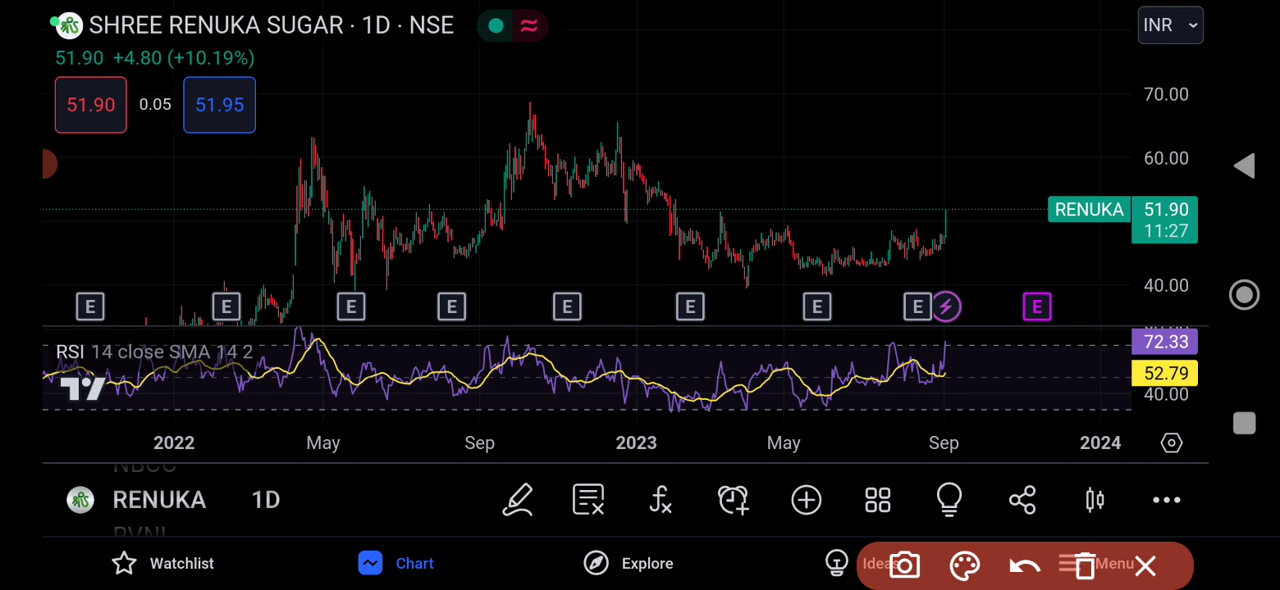 SHREE RENUKA SUGAR · 1D · NSE
INR
51.90 +4.80 (+10.19%)
51.90 0.05 51.95
70.00
60.00
RENUKA 51.90
11:27
40.00
E E E E E E E E E
RSI 14 close SMA 14 2
72.33
52.79
40.00
2022 May Sep 2023 May Sep 2024
NBCC
RENUKA 1D
RVNL
Watchlist Chart Explore Ideas Menu